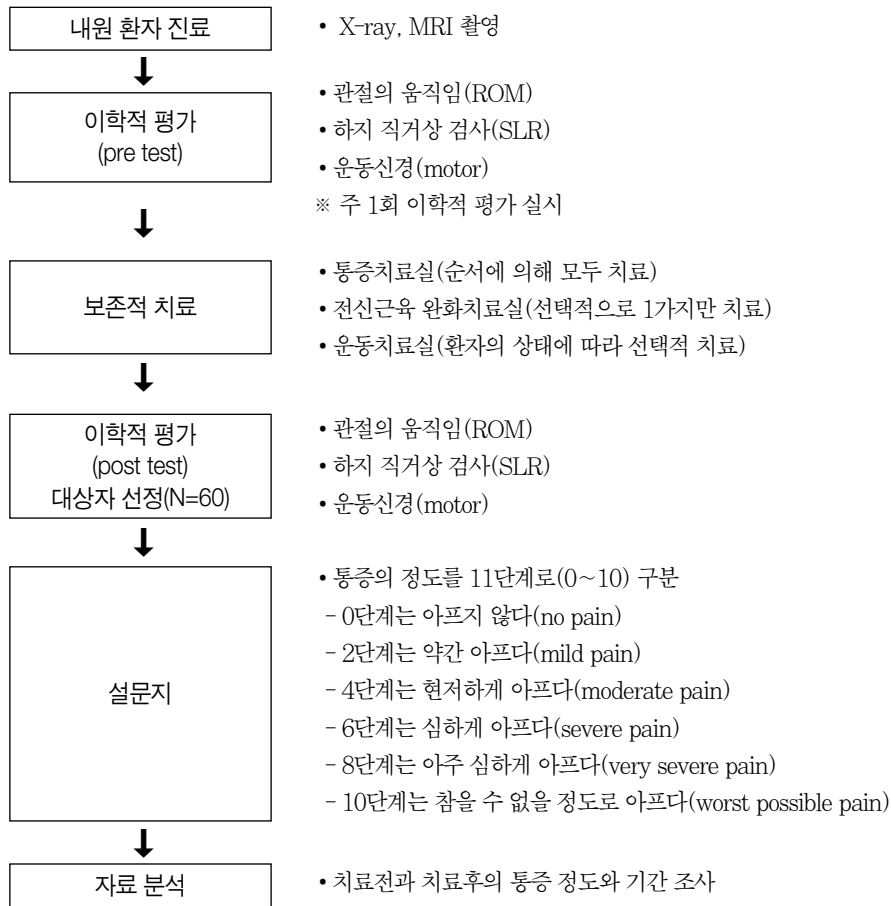 내원 환자 진료
• X-ray, MRI 촬영
이학적 평가
(pre test)
• 관절의 움직임(ROM)
• 하지 직거상 검사(SLR)
• 운동신경(motor)
※ 주 1회 이학적 평가 실시
보존적 치료
• 통증치료실(순서에 의해 모두 치료)
• 전신근육 완화치료실(선택적으로 1가지만 치료)
• 운동치료실(환자의 상태에 따라 선택적 치료)
이학적 평가
(post test)
대상자 선정(N=60)
• 관절의 움직임(ROM)
• 하지 직거상 검사(SLR)
• 운동신경(motor)
설문지
• 통증의 정도를 11단계로(0~10) 구분
- 0단계는 아프지 않다(no pain)
- 2단계는 약간 아프다(mild pain)
- 4단계는 현저하게 아프다(moderate pain)
- 6단계는 심하게 아프다(severe pain)
- 8단계는 아주 심하게 아프다(very severe pain)
- 10단계는 참을 수 없을 정도로 아프다(worst possible pain)
자료 분석
• 치료전과 치료후의 통증 정도와 기간 조사